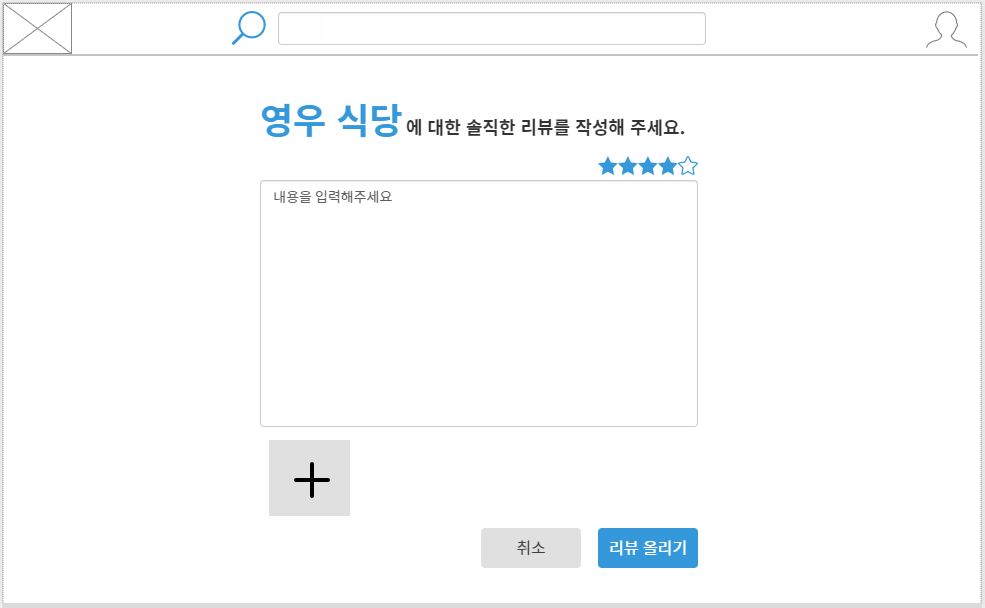 영우 식당에 대한 솔직한 리뷰를 작성해 주세요.
내용을 입력해주세요
취소
리뷰 올리기